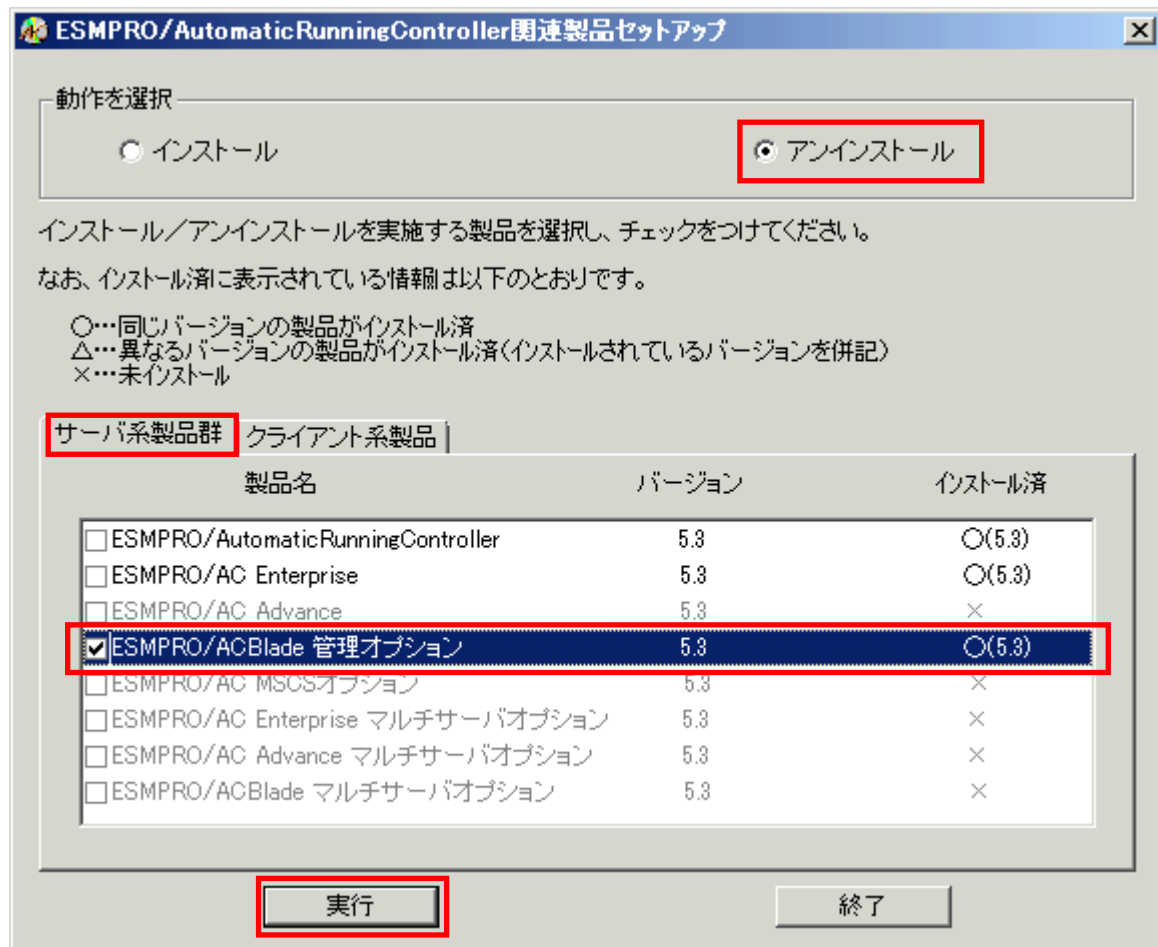 ESMPRO/AutomaticRunningController関連製品セットアップ
動作を選択
インストール アンインストール
インストール／アンインストールを実施する製品を選択し、チェックをつけてください。
なお、インストール済に表示されている情報は以下のとおりです。
○…同じバージョンの製品がインストール済
△…異なるバージョンの製品がインストール済(インストールされているバージョンを併記)
×…未インストール
サーバ系製品群 クライアント系製品
製品名 バージョン インストール済
ESMPRO/AutomaticRunningController 5.3 ○(5.3)
ESMPRO/AC Enterprise 5.3 ○(5.3)
ESMPRO/AC Advance 5.3 ×
ESMPRO/ACBlade 管理オプション 5.3 ○(5.3)
ESMPRO/AC MSCSオプション 5.3 ×
ESMPRO/AC Enterprise マルチサーバオプション 5.3 ×
ESMPRO/AC Advance マルチサーバオプション 5.3 ×
ESMPRO/ACBlade マルチサーバオプション 5.3 ×
実行 終了